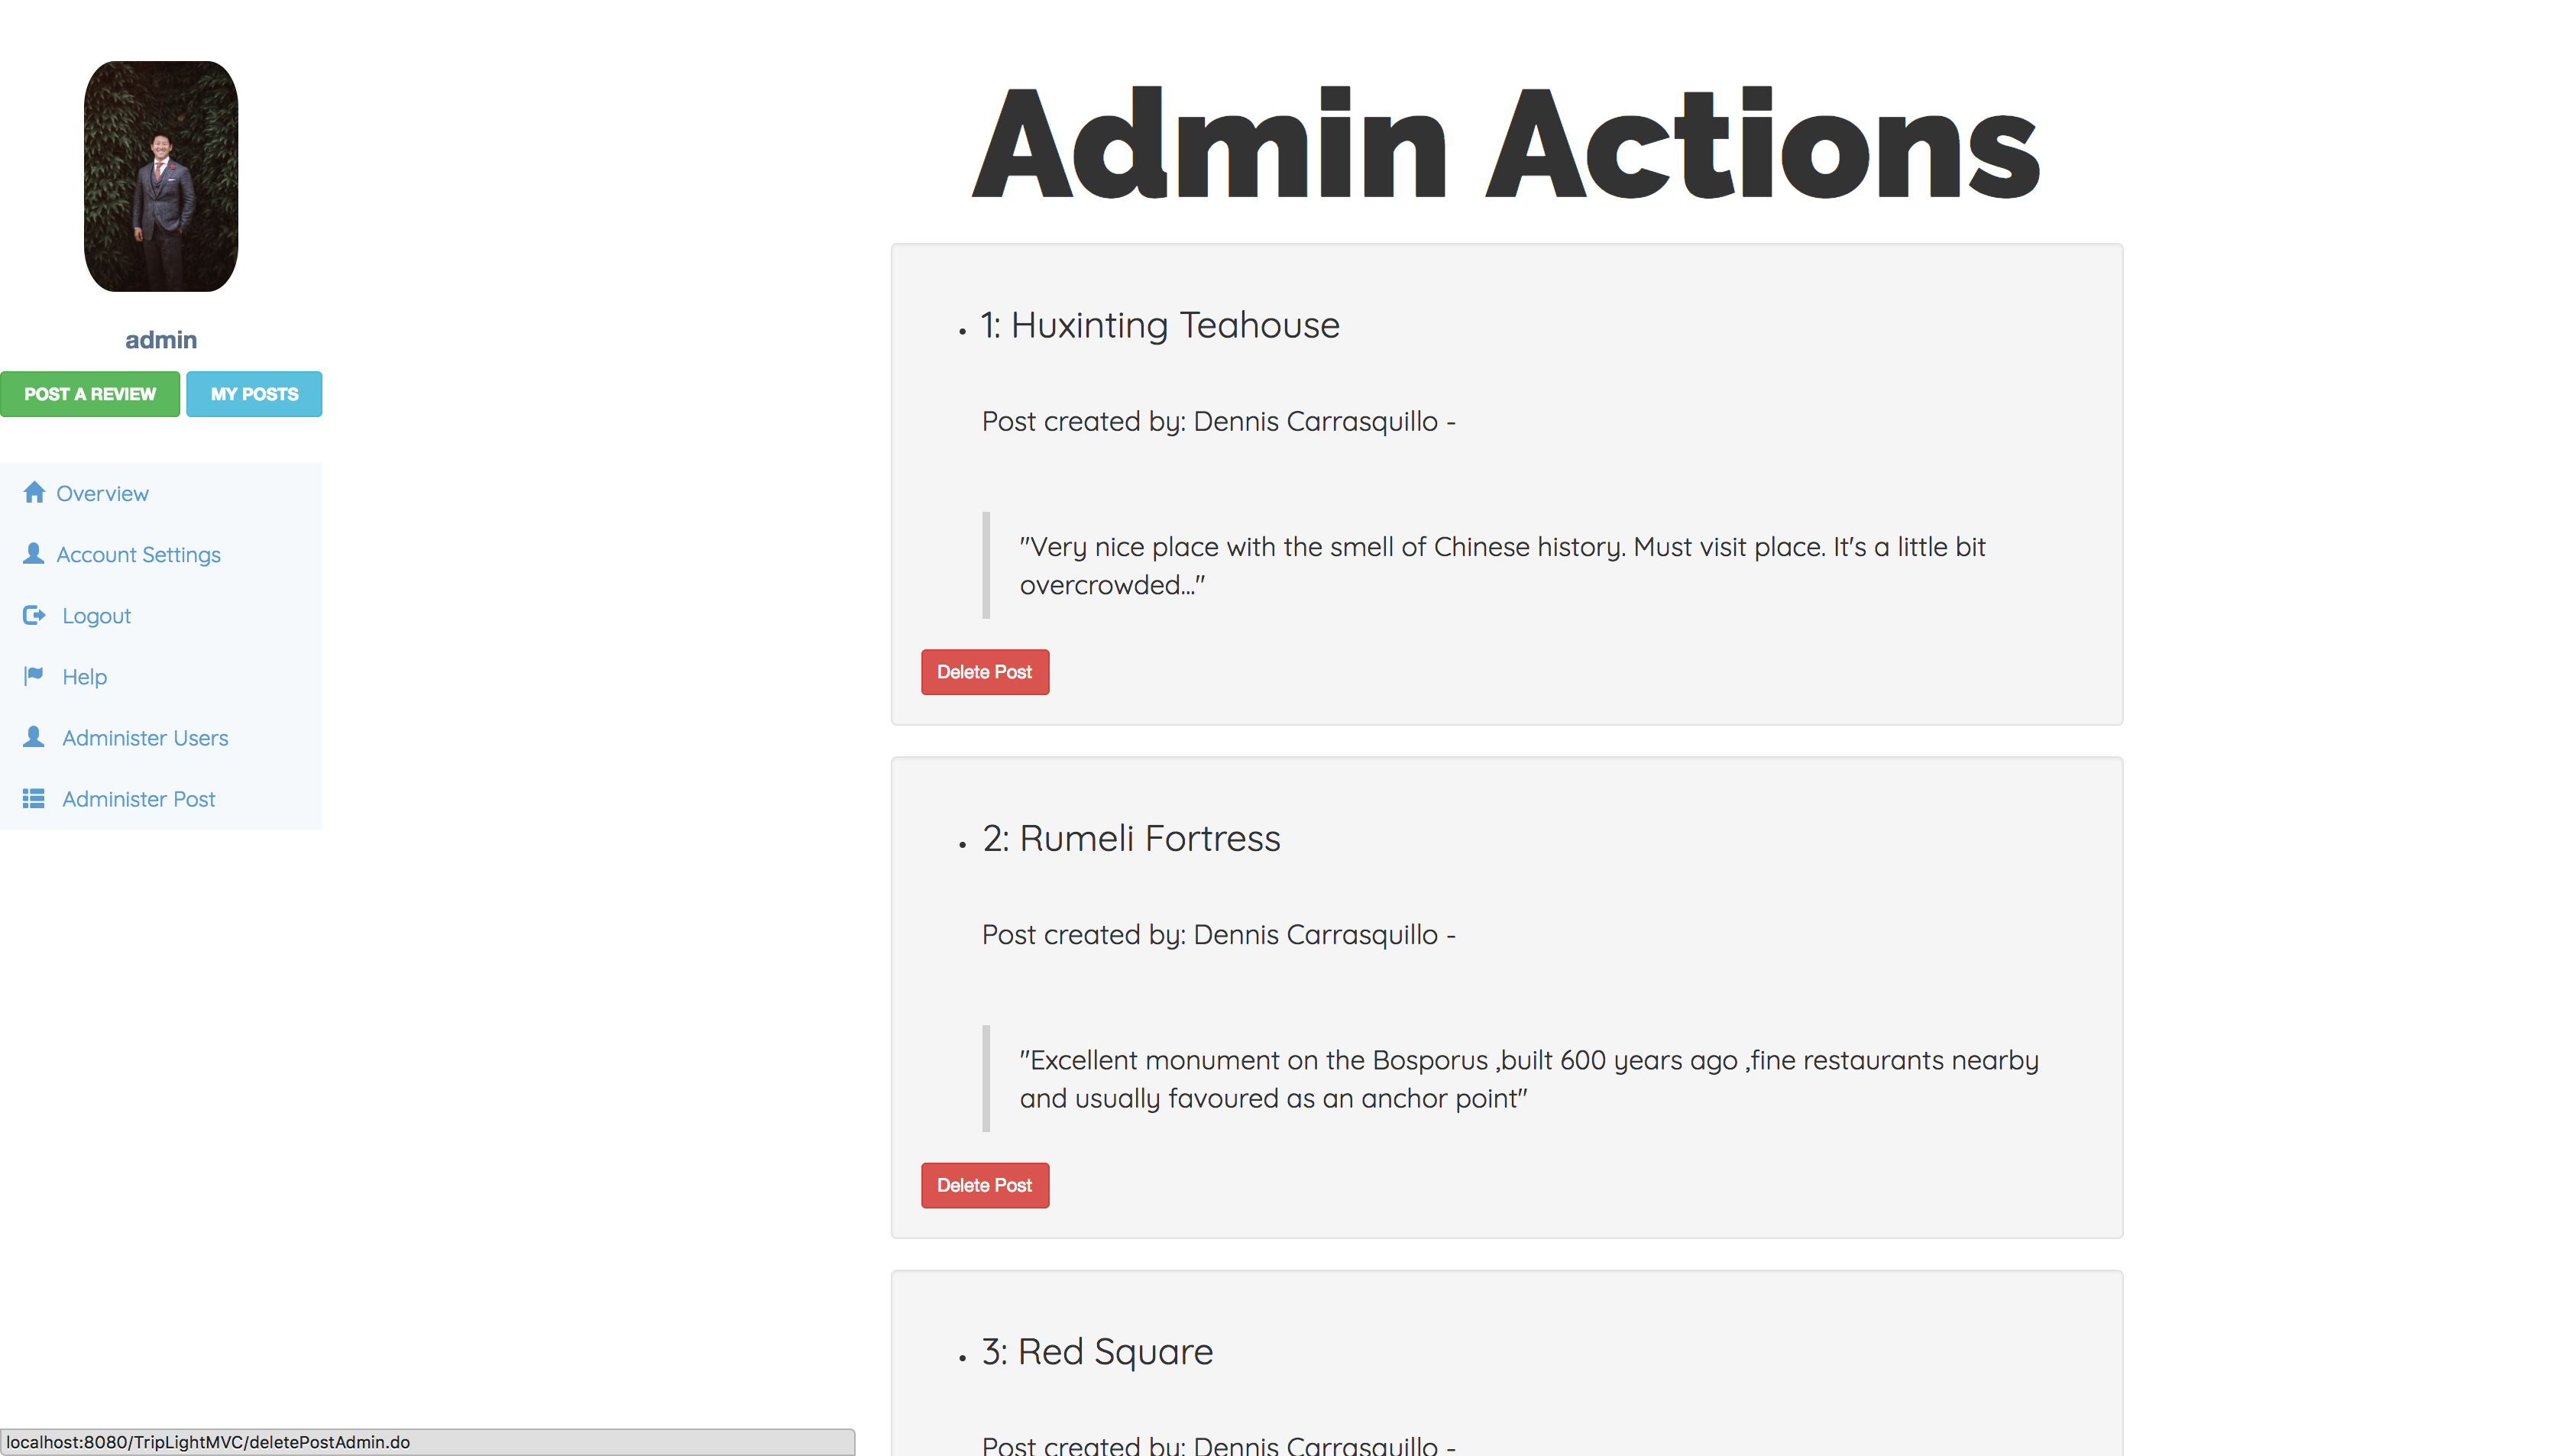 admin
POST A REVIEW
MY POSTS
Overview
Account Settings
Logout
Help
Administer Users
Administer Post
Admin Actions
1: Huxinting Teahouse
Post created by: Dennis Carrasquillo -
"Very nice place with the smell of Chinese history. Must visit place. It's a little bit
overcrowded..."
Delete Post
2: Rumeli Fortress
Post created by: Dennis Carrasquillo -
"Excellent monument on the Bosporus ,built 600 years ago ,fine restaurants nearby
and usually favoured as an anchor point"
Delete Post
3: Red Square
Post created by: Dennis Carrasquillo -
localhost:8080/TripLightMVC/deletePostAdmin.do